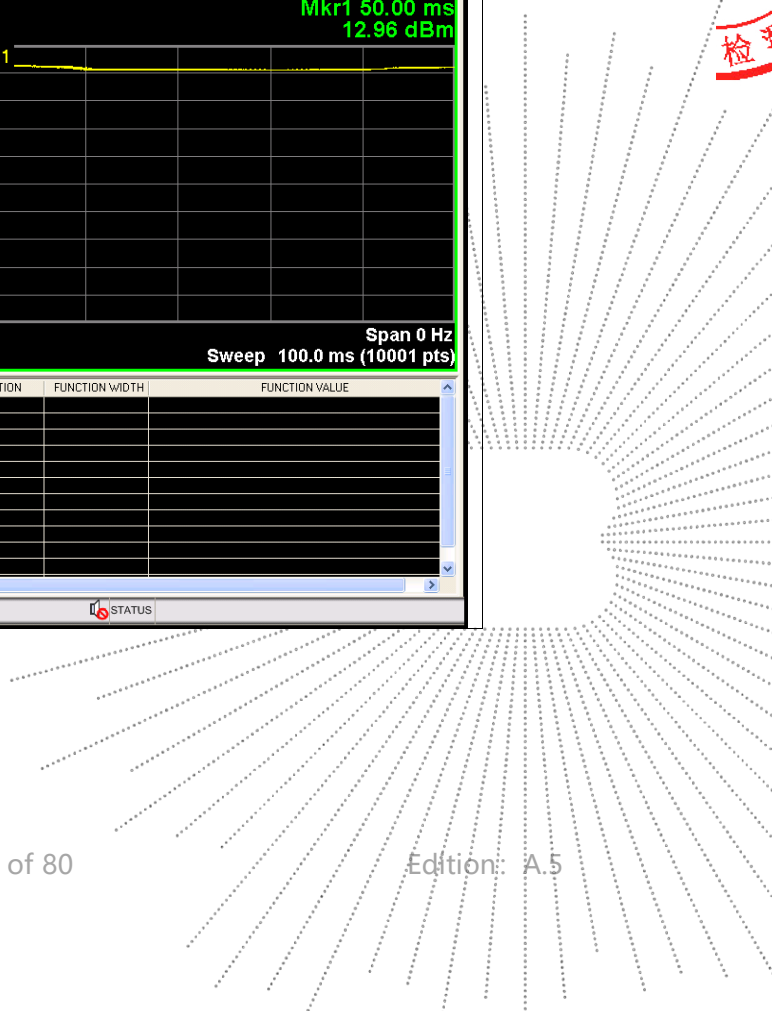 Mkr1 50.00 ms
12.96 dBm
检
1
Span 0 Hz
Sweep 100.0 ms (10001 pts)
FUNCTION WIDTH
FUNCTION VALUE
STATUS
of 80
Edition: A.5